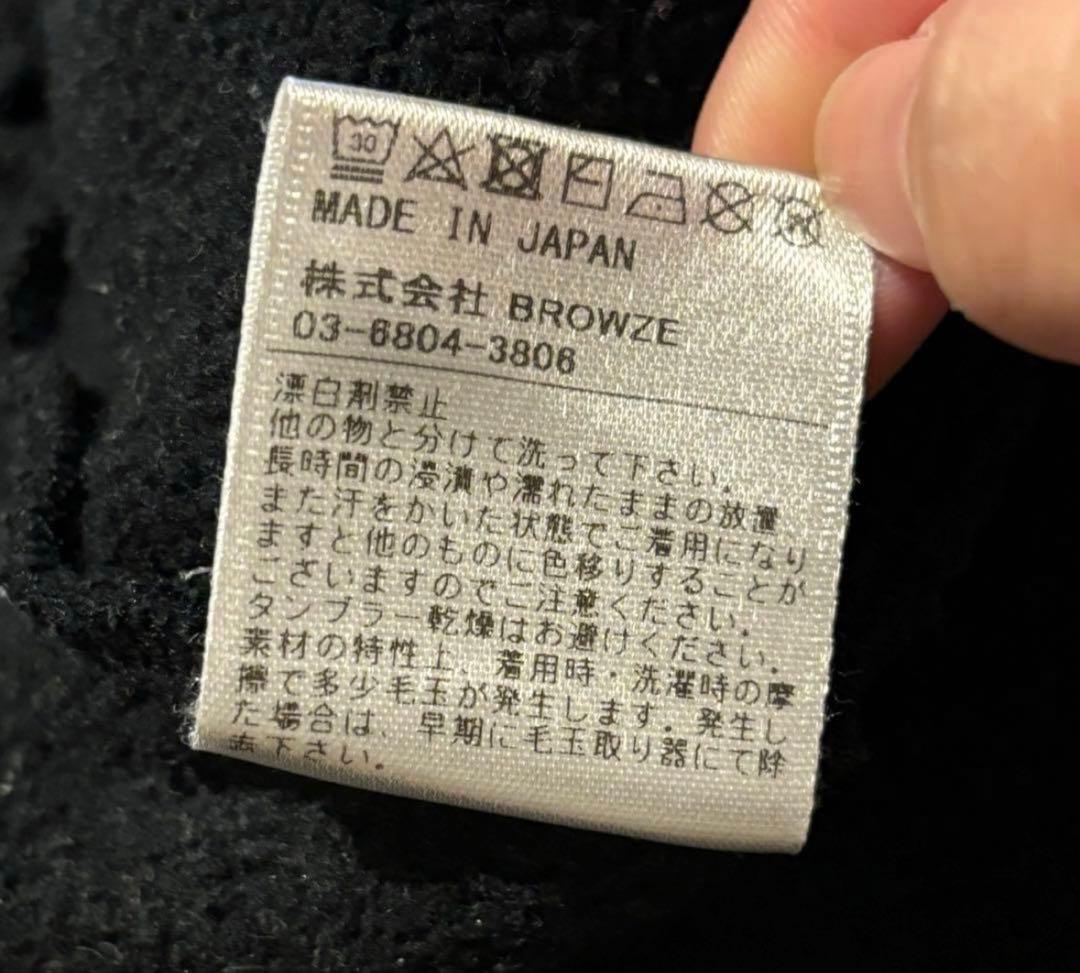 30
MADE IN JAPAN
株式会社 BROWZE
03-6804-3806
漂白剤禁止
他の物と分けて洗って下さい.
長時間の浸漬や濡れたままの放置
また汗をかいた状態でご着用になり
ますと他のものに色移りすることが
ございますのでご注意ください.
タンブラー乾燥はお避けください.
素材の特性上、着用時・洗濯時の摩
擦で多少毛玉が発生します.発生し
た場合は、早期に毛玉取り器にて除
去下さい.